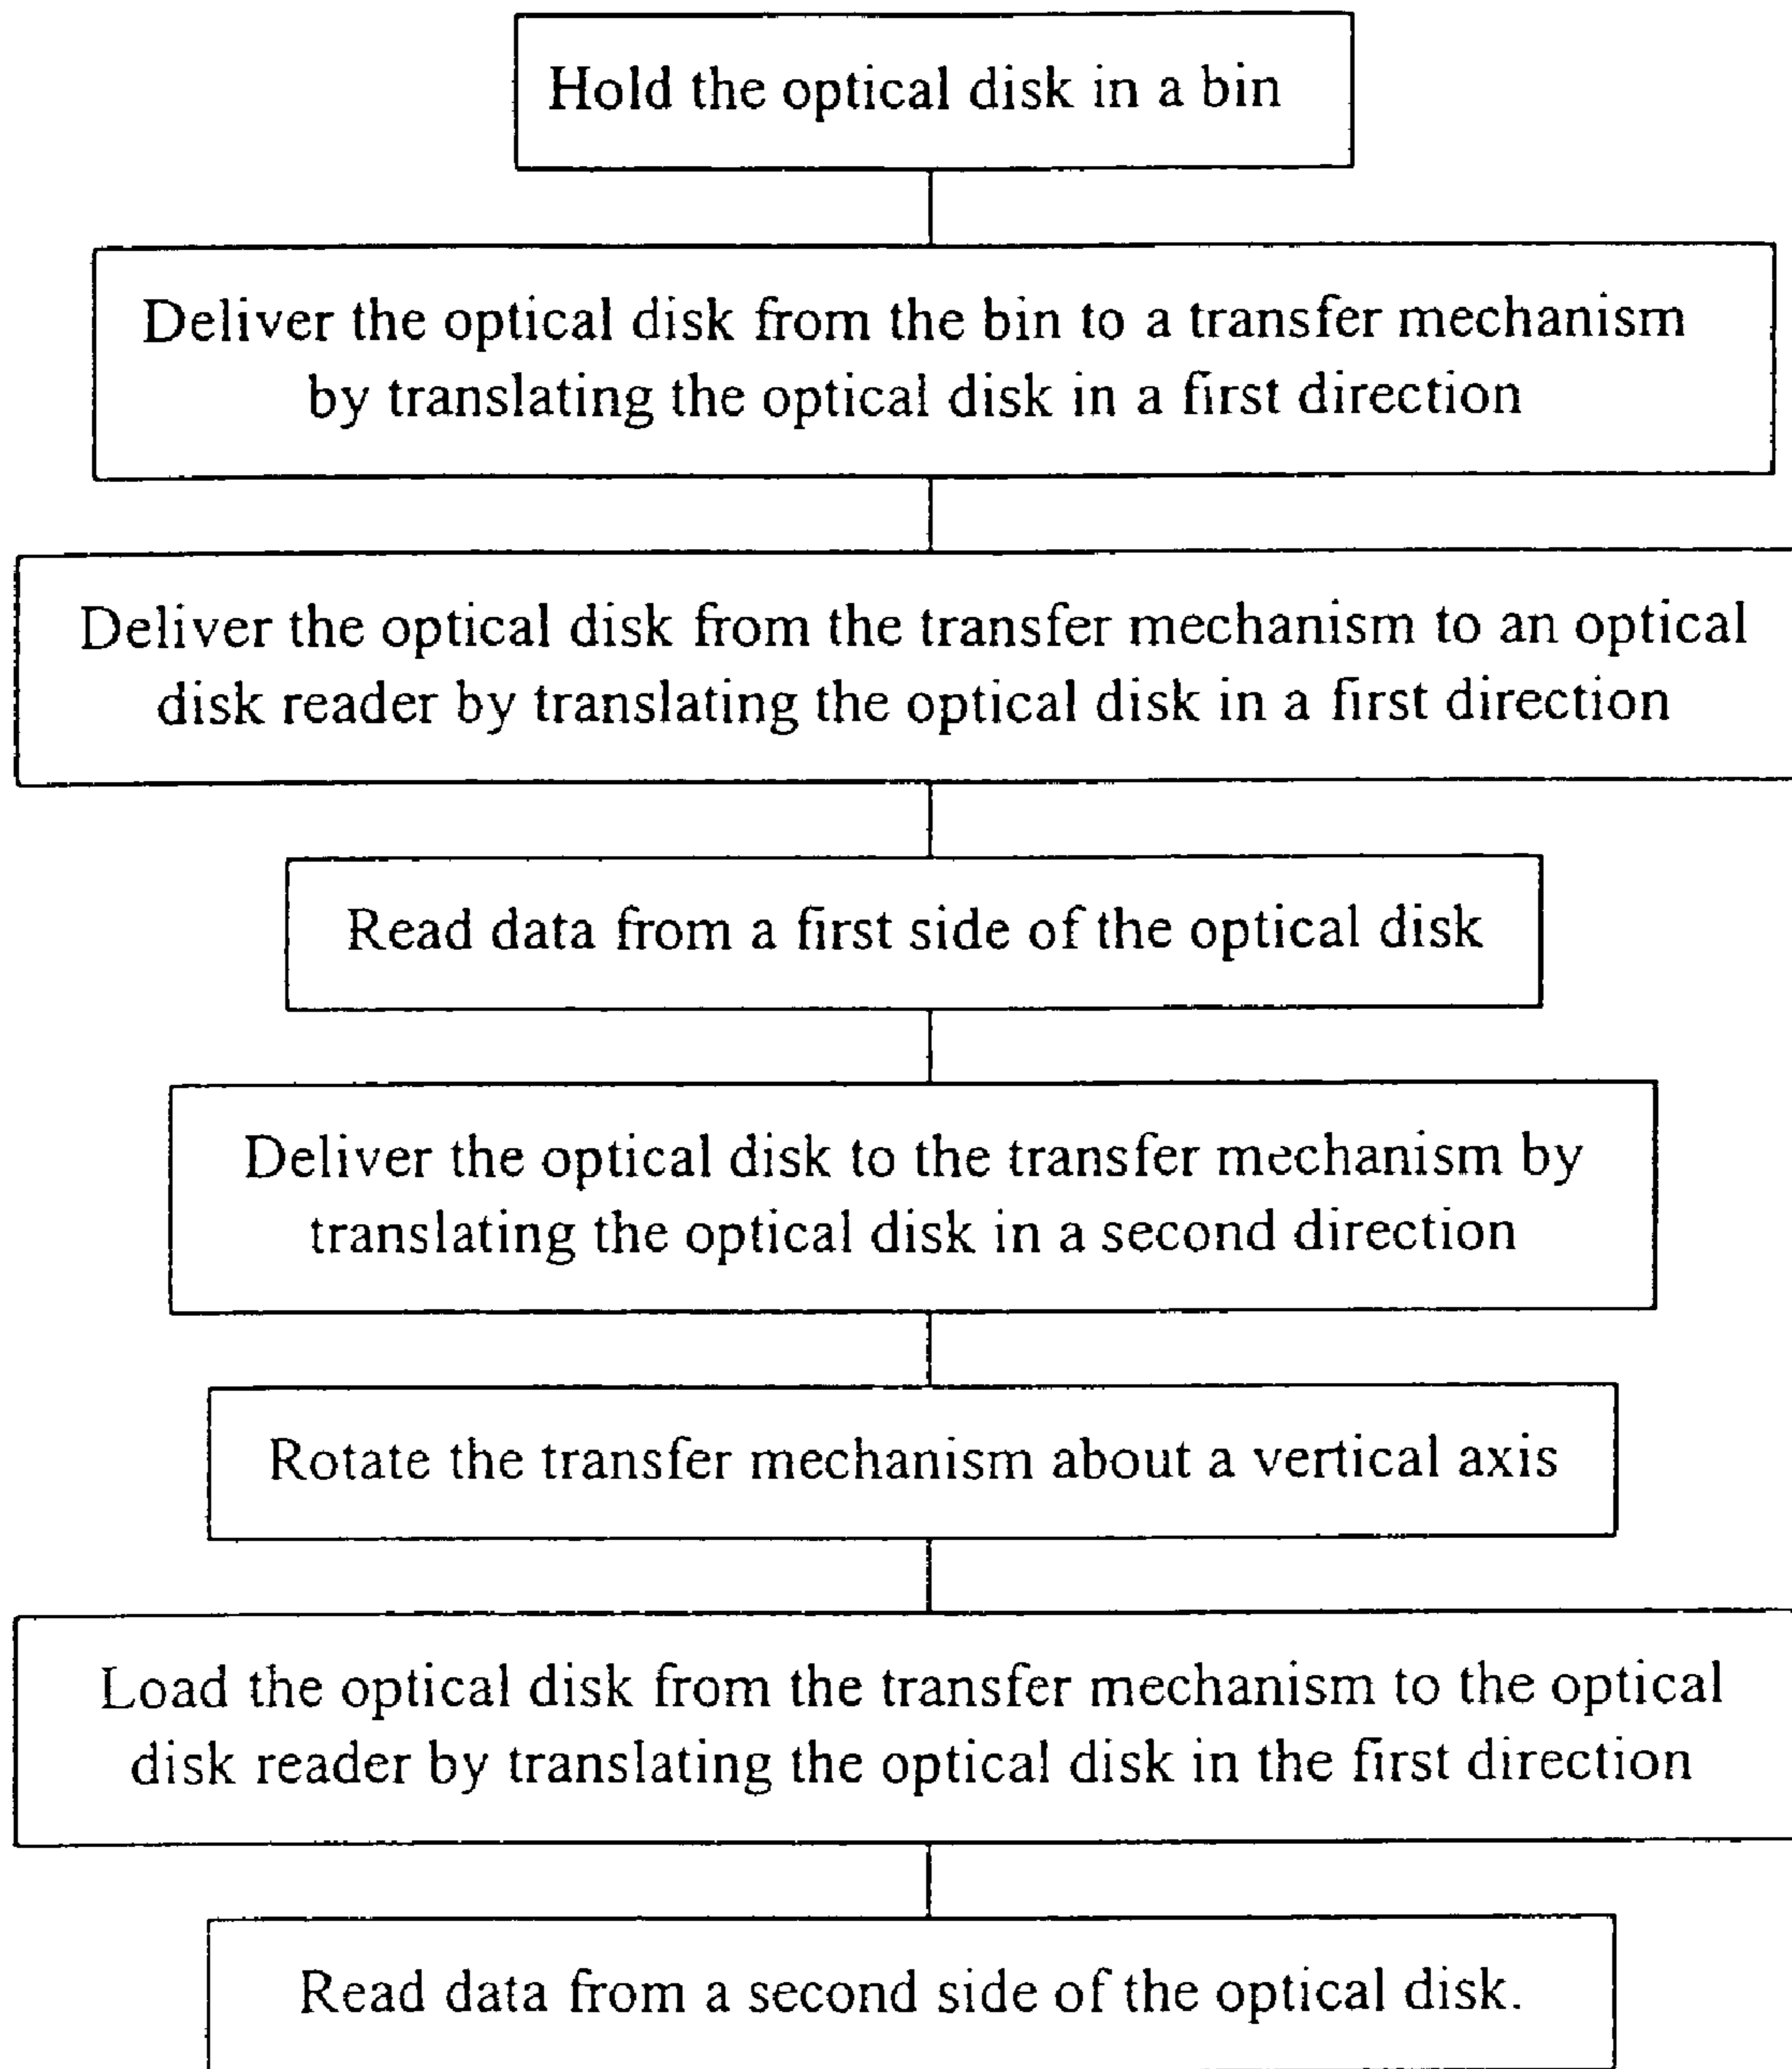 Hold the optical disk in a bin
Deliver the optical disk from the bin to a transfer mechanism
by translating the optical disk in a first direction
Deliver the optical disk from the transfer mechanism to an optical
disk reader by translating the optical disk in a first direction
Read data from a first side of the optical disk
Deliver the optical disk to the transfer mechanism by
translating the optical disk in a second direction
Rotate the transfer mechanism about a vertical axis
Load the optical disk from the transfer mechanism to the optical
disk reader by translating the optical disk in the first direction
Read data from a second side of the optical disk.